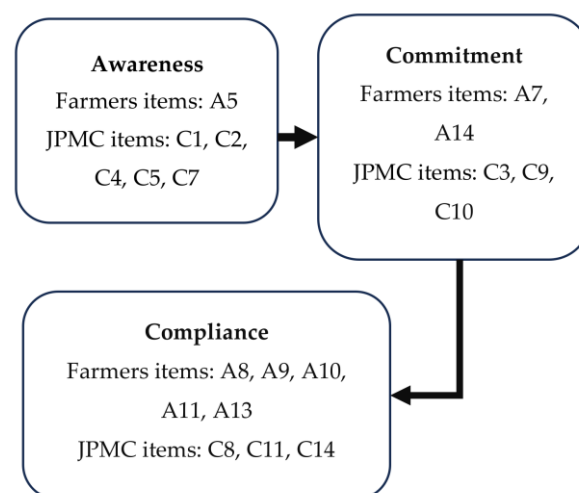 Awareness
Farmers items: A5
JPMC items: C1, C2,
C4, C5, C7
Commitment
Farmers items: A7,
A14
JPMC items: C3, C9,
C10
Compliance
Farmers items: A8, A9, A10,
A11, A13
JPMC items: C8, C11, C14